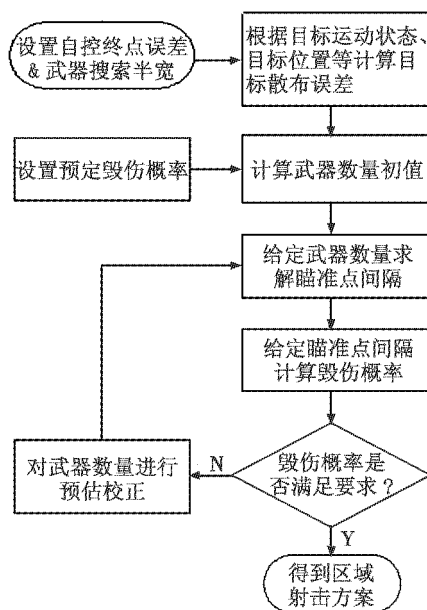 设置自控终点误差
& 武器搜索半宽
根据目标运动状态、
目标位置等计算目
标散布误差
设置预定毁伤概率
计算武器数量初值
给定武器数量求
解瞄准点间隔
给定瞄准点间隔
计算毁伤概率
对武器数量进行
预估校正
N
毁伤概率是
否满足要求？
Y
得到区域
射击方案